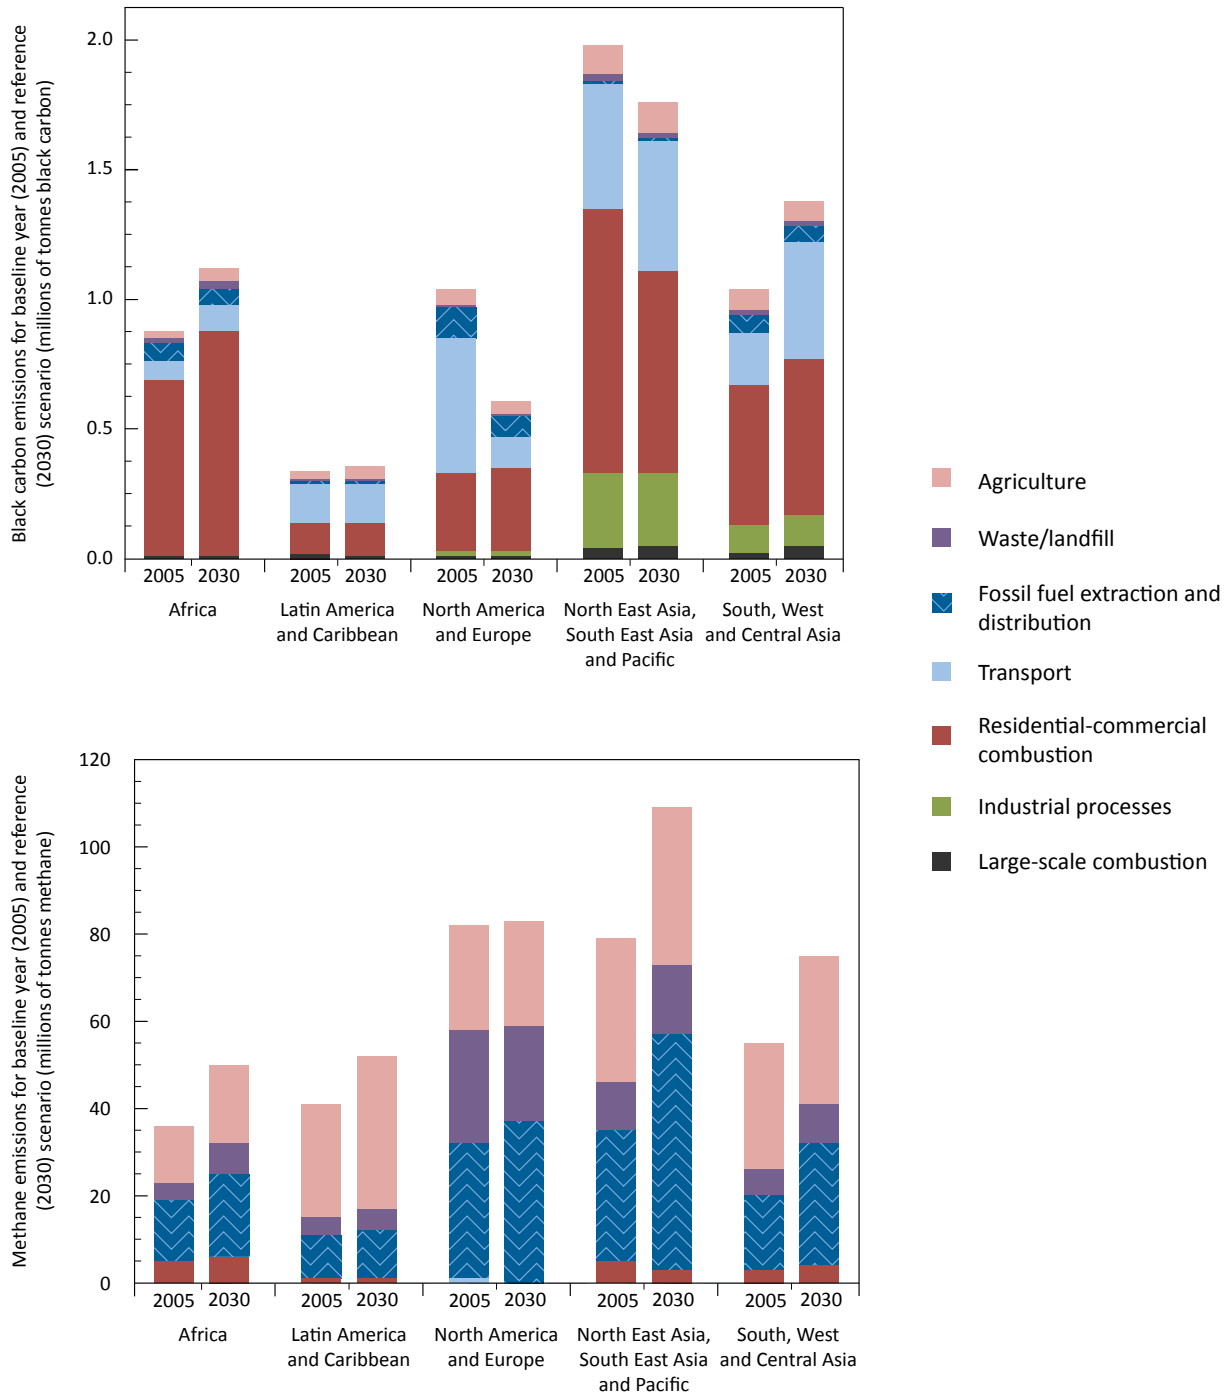 Black carbon emissions for baseline year (2005) and reference
(2030) scenario (millions of tonnes black carbon)
2.0
1.5
1.0
0.5
0.0
2005 2030 2005 2030 2005 2030 2005 2030 2005 2030
Africa
Latin America
and Caribbean
North America
and Europe
North East Asia,
South East Asia
and Pacific
South, West
and Central Asia
Agriculture
Waste/landfill
Fossil fuel extraction and
distribution
Transport
Residential-commercial
combustion
Industrial processes
Large-scale combustion
Methane emissions for baseline year (2005) and reference
(2030) scenario (millions of tonnes methane)
120
100
80
60
40
20
0
2005 2030 2005 2030 2005 2030 2005 2030 2005 2030
Africa
Latin America
and Caribbean
North America
and Europe
North East Asia,
South East Asia
and Pacific
South, West
and Central Asia